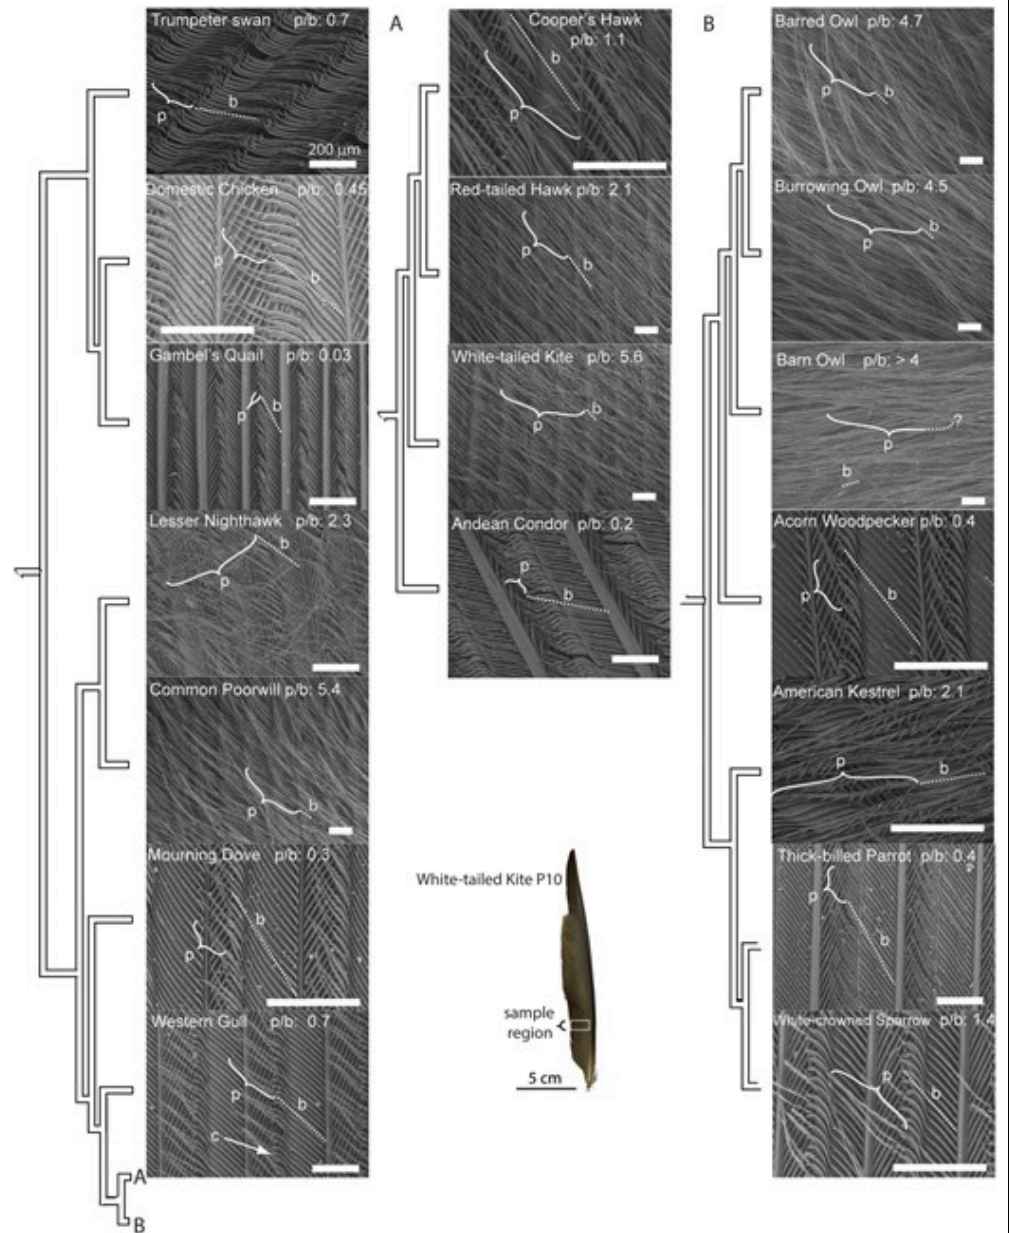 Trumpeter swan p/b: 0.7
p
b
200 µm
Domestic Chicken p/b: 0.45
p
b
Gambel's Quail p/b: 0.03
p
b
Lesser Nighthawk p/b: 2.3
p
b
Common Poorwill p/b: 5.4
p
b
Mourning Dove p/b: 0.3
p
b
Western Gull p/b: 0.7
p
b
c
A
B
A
Cooper's Hawk
p/b: 1.1
p
b
Red-tailed Hawk p/b: 2.1
p
b
White-tailed Kite p/b: 5.6
p
b
Andean Condor p/b: 0.2
p
b
White-tailed Kite P10
sample
region
5 cm
B
Barred Owl p/b: 4.7
p
b
Burrowing Owl p/b: 4.5
p
b
Barn Owl p/b: > 4
p
?
b
Acorn Woodpecker p/b: 0.4
p
b
American Kestrel p/b: 2.1
p
b
Thick-billed Parrot p/b: 0.4
p
b
White-crowned Sparrow p/b: 1.4
p
b